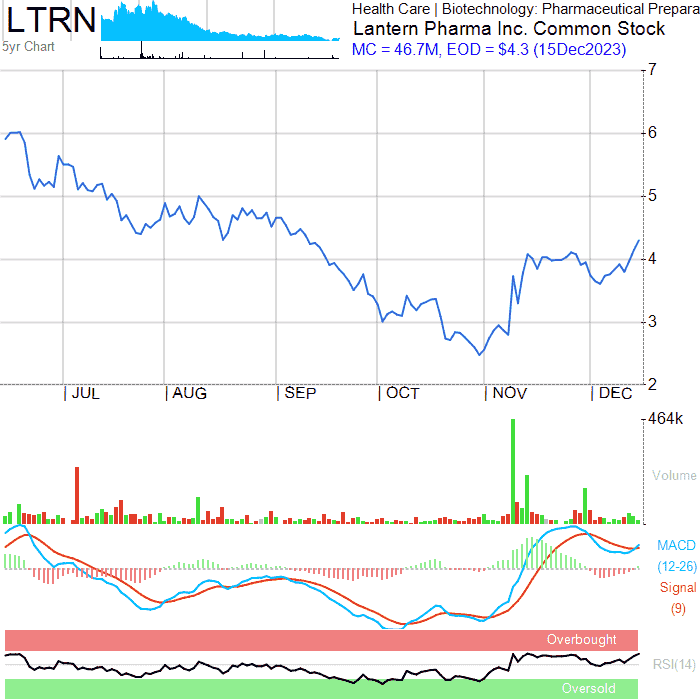 LTRN
5yr Chart
Health Care | Biotechnology: Pharmaceutical Prepara
Lantern Pharma Inc. Common Stock
MC = 46.7M, EOD = $4.3 (15Dec2023)
7
6
5
4
3
2
| JUL | AUG | SEP | OCT | NOV | DEC
464k
Volume
MACD
(12-26)
Signal
(9)
Overbought
RSI(14)
Oversold